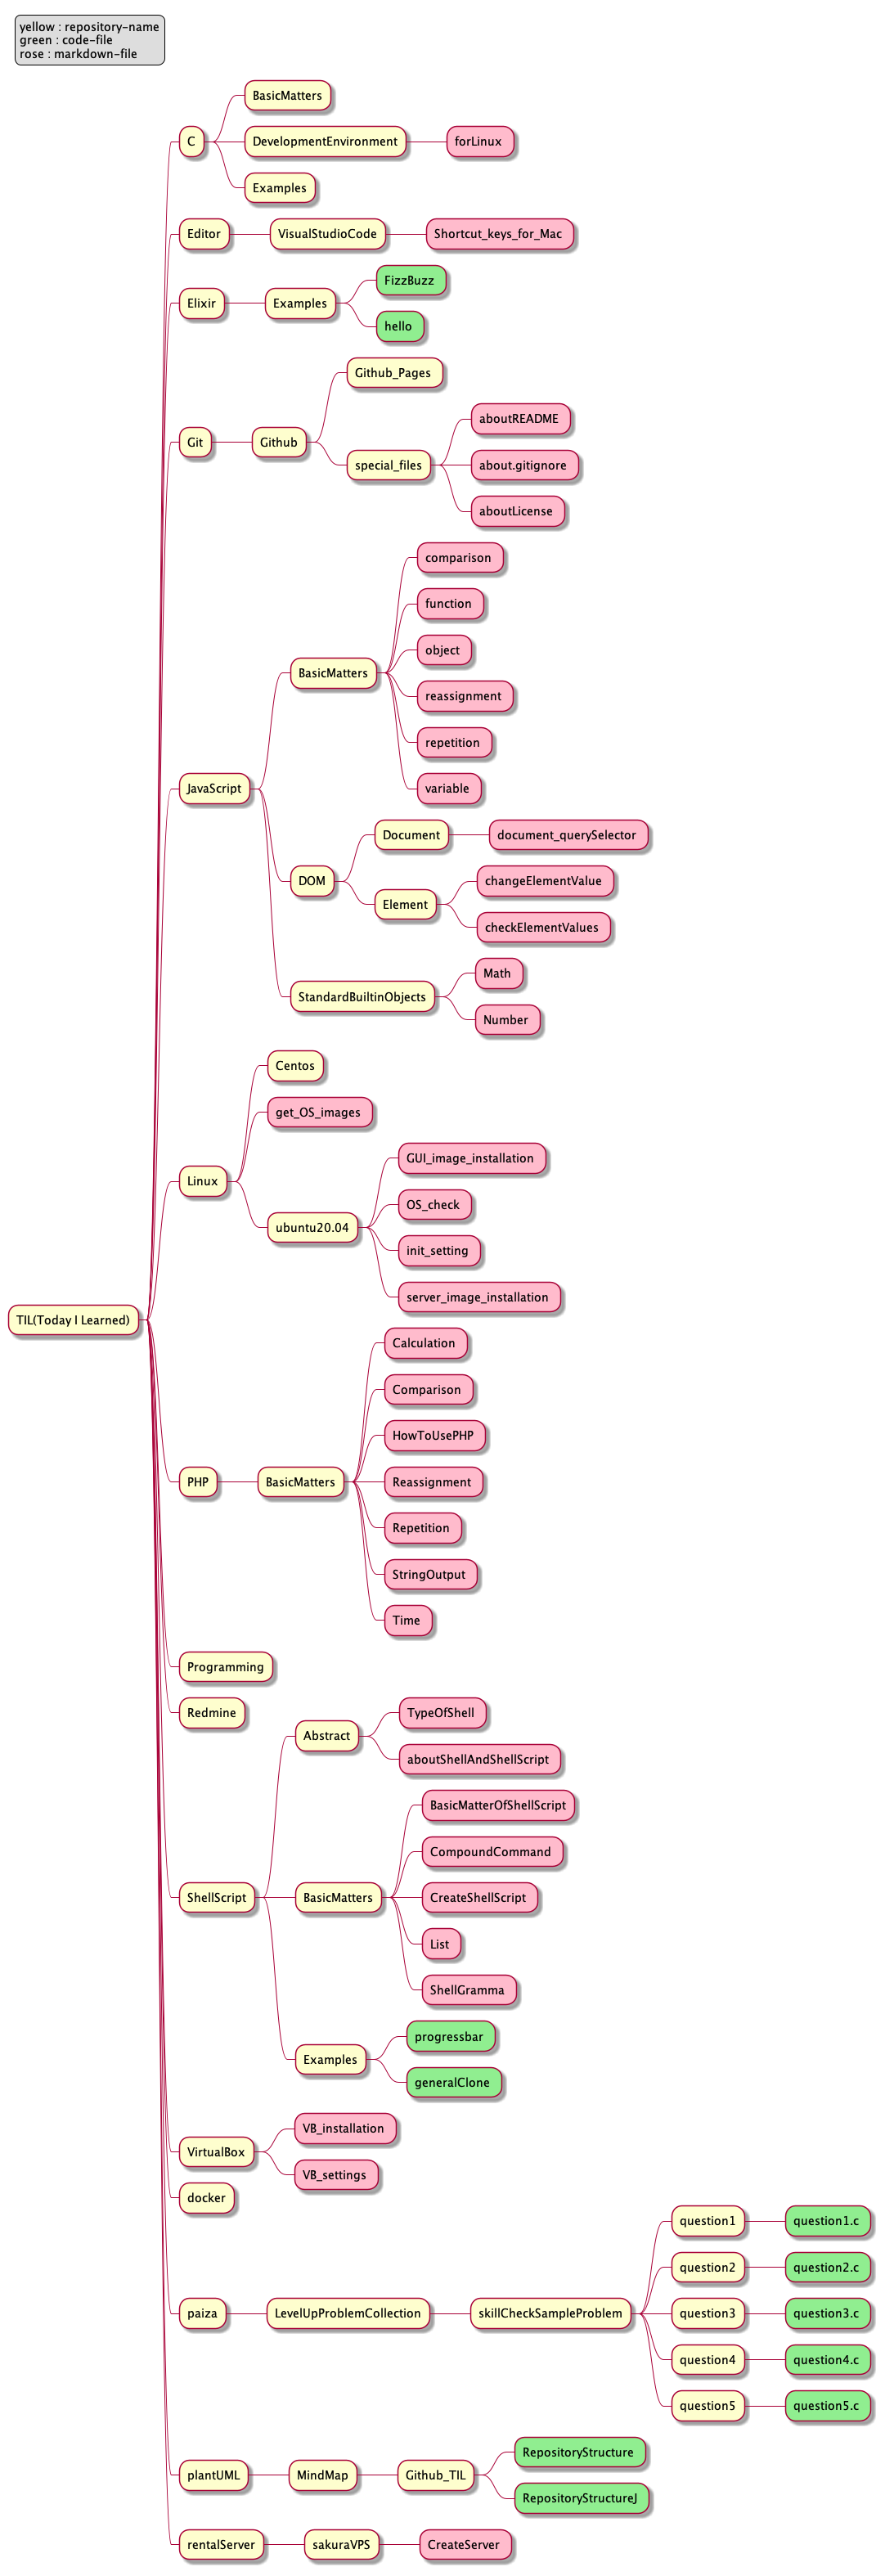 yellow : repository-name
green : code-file
rose : markdown-file
TIL(Today I Learned)
C
BasicMatters
DevelopmentEnvironment
forLinux
Examples
Editor
VisualStudioCode
Shortcut_keys_for_Mac
Elixir
Examples
FizzBuzz
hello
Git
Github
Github_Pages
special_files
aboutREADME
about.gitignore
aboutLicense
JavaScript
BasicMatters
comparison
function
object
reassignment
repetition
variable
DOM
Document
document_querySelector
Element
changeElementValue
checkElementValues
StandardBuiltinObjects
Math
Number
Linux
Centos
get_OS_images
ubuntu20.04
GUI_image_installation
OS_check
init_setting
server_image_installation
PHP
BasicMatters
Calculation
Comparison
HowToUsePHP
Reassignment
Repetition
StringOutput
Time
Programming
Redmine
ShellScript
Abstract
TypeOfShell
aboutShellAndShellScript
BasicMatters
BasicMatterOfShellScript
CompoundCommand
CreateShellScript
List
ShellGramma
Examples
progressbar
generalClone
VirtualBox
VB_installation
VB_settings
docker
paiza
LevelUpProblemCollection
skillCheckSampleProblem
question1
question1.c
question2
question2.c
question3
question3.c
question4
question4.c
question5
question5.c
plantUML
MindMap
Github_TIL
RepositoryStructure
RepositoryStructureJ
rentalServer
sakuraVPS
CreateServer